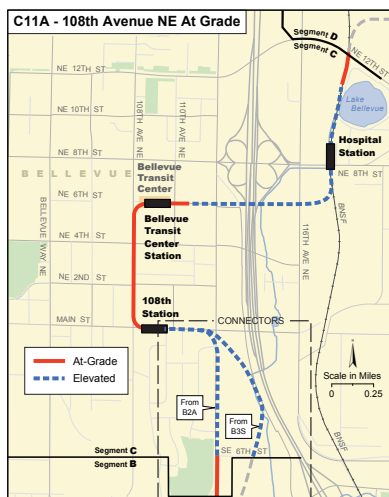 C11A - 108th Avenue NE At Grade
Segment D
Segment C
NE 12TH ST
NE 12TH ST
Lake
Bellevue
NE 10TH ST
108TH AVE NE
110TH AVE NE
Hospital
Station
NE 8TH ST
NE 8TH ST
BELLEVUE
Bellevue
Transit
Center
NE 6TH ST
BELLEVUE WAY NE
Bellevue
Transit
Center
Station
116TH AVE NE
BNSF
NE 4TH ST
NE 2ND ST
108th
Station
MAIN ST
CONNECTORS
At-Grade
Elevated
Scale in Miles
0 0.25
From
B2A
From
B3S
BNSF
SE 6TH ST
Segment C
Segment B